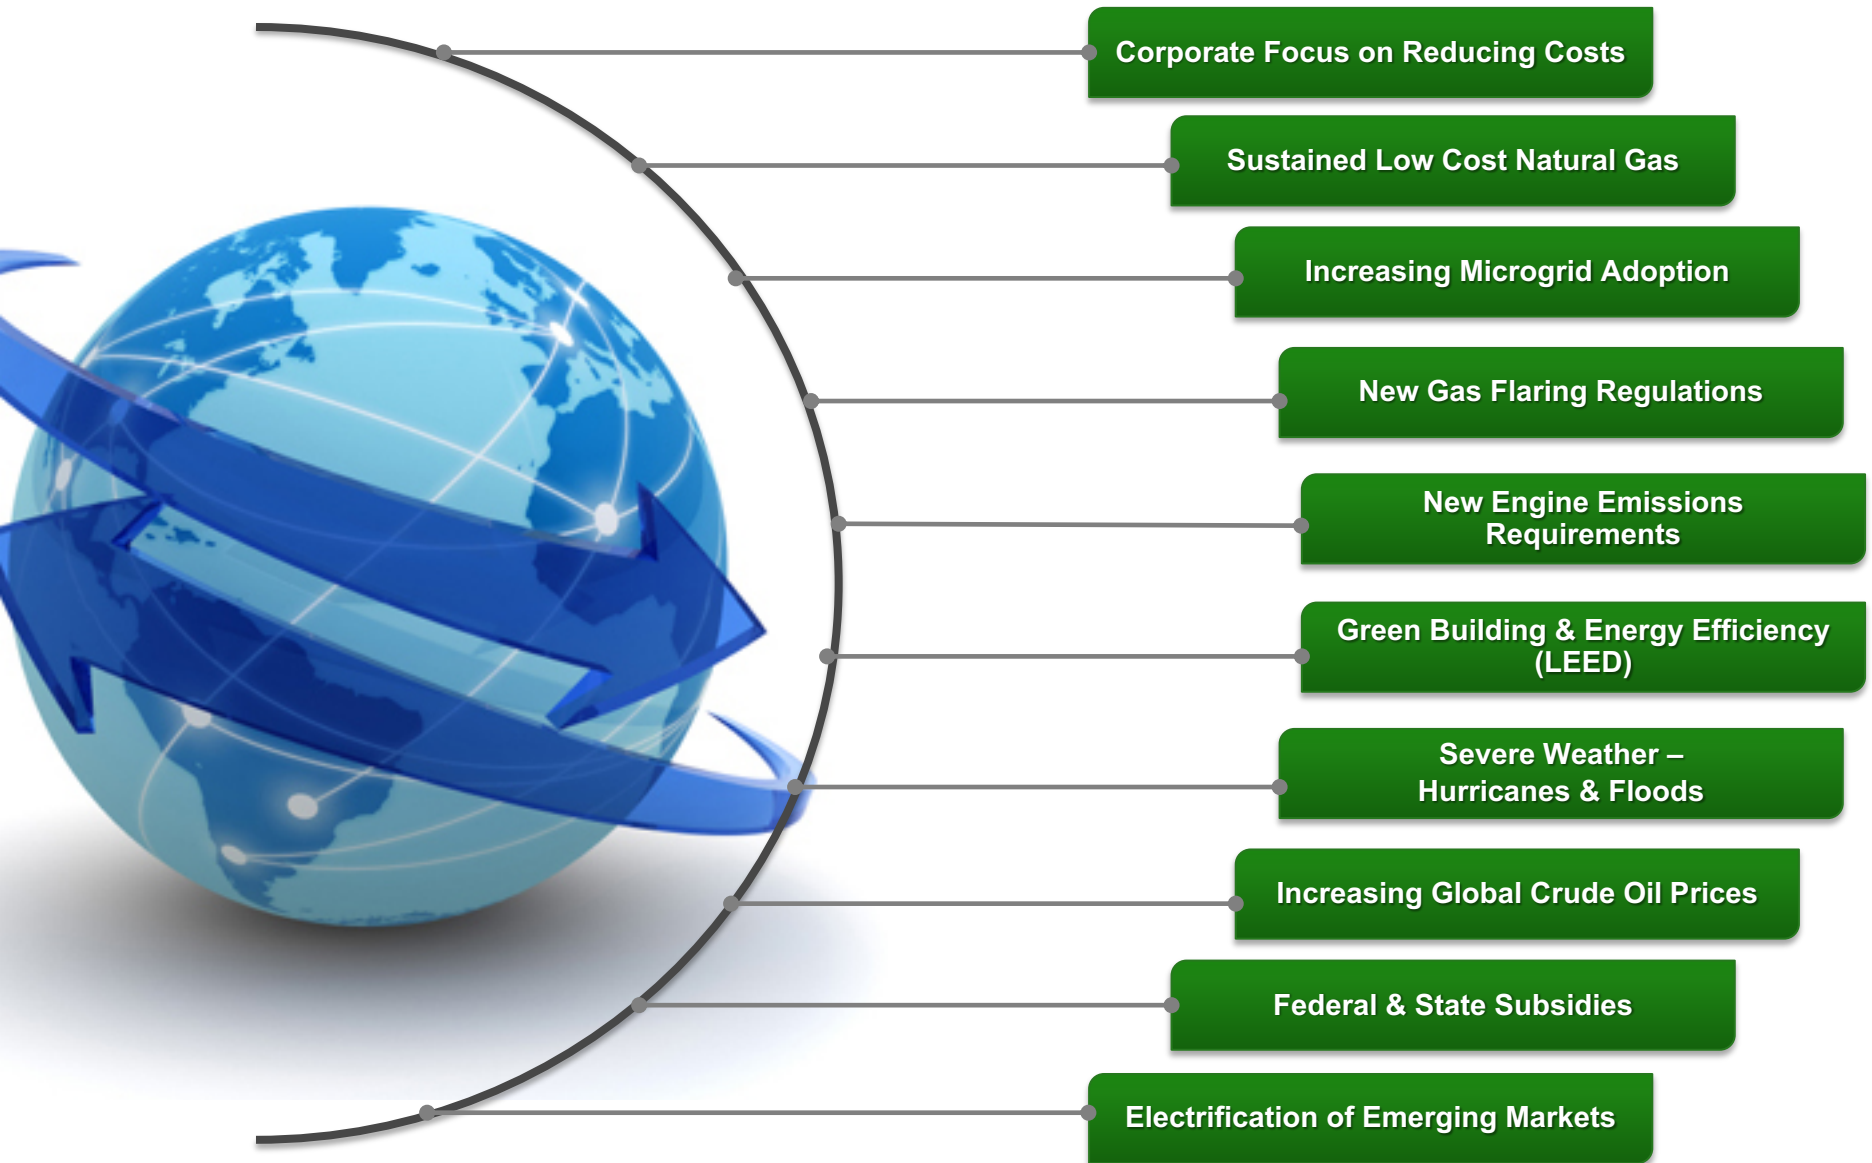 Corporate Focus on Reducing Costs
Sustained Low Cost Natural Gas
Increasing Microgrid Adoption
New Gas Flaring Regulations
New Engine Emissions
Requirements
Green Building & Energy Efficiency
(LEED)
Severe Weather –
Hurricanes & Floods
Increasing Global Crude Oil Prices
Federal & State Subsidies
Electrification of Emerging Markets